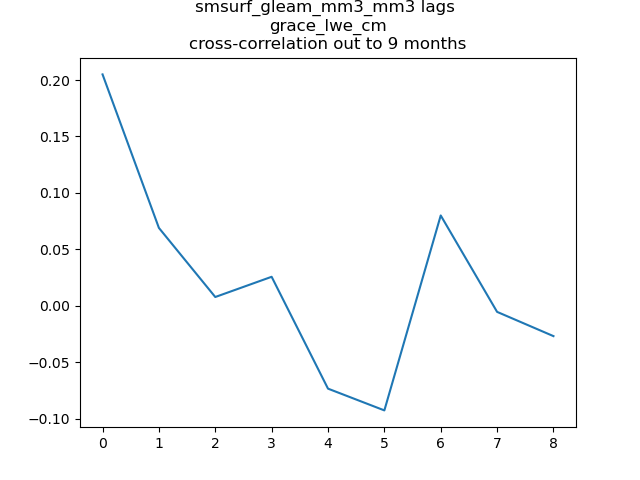 smsurf_gleam_mm3_mm3 lags
grace_lwe_cm
cross-correlation out to 9 months
0.20
0.15
0.10
0.05
0.00
−0.05
−0.10
0 1 2 3 4 5 6 7 8